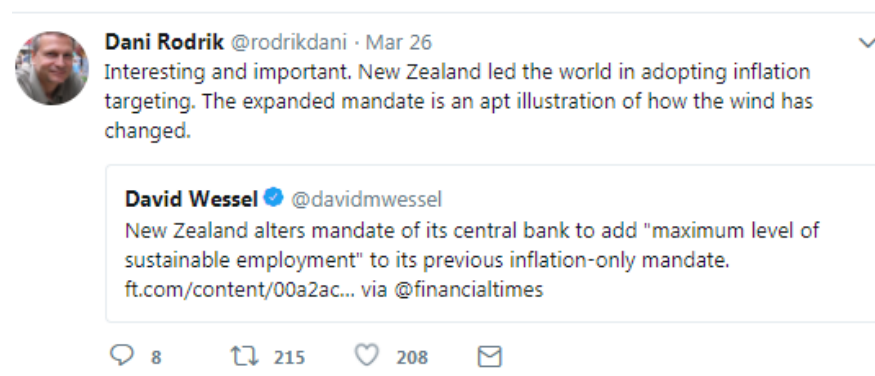 Dani Rodrik @rodrikdani · Mar 26
Interesting and important. New Zealand led the world in adopting inflation
targeting. The expanded mandate is an apt illustration of how the wind has
changed.
David Wessel @davidmwessel
New Zealand alters mandate of its central bank to add "maximum level of
sustainable employment" to its previous inflation-only mandate.
ft.com/content/00a2ac... via @financialtimes
8 215 208